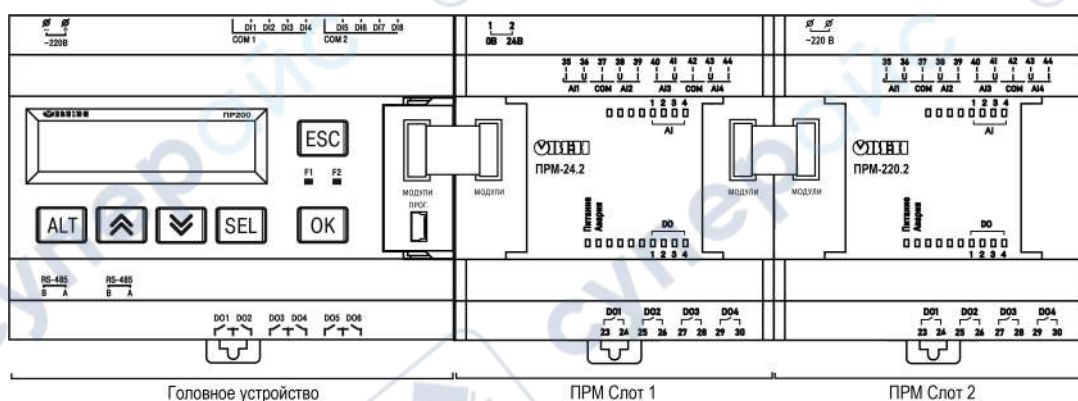 ~220В
DI1 DI2 DI3 DI4 DI5 DI6 DI7 DI8
COM 1 COM 2
1 2
0В 24В
~220 В
35 36 37 38 39 40 41 42 43 44
AI1 COM AI2 AI3 COM AI4
35 36 37 38 39 40 41 42 43 44
AI1 COM AI2 AI3 COM AI4
ОВЕН ПР200
ESC
F1 F2
ALT SEL OK
МОДУЛИ
ПРОГ.
RS-485 RS-485
B A B A
DO1 DO2 DO3 DO4 DO5 DO6
1 2 3 4
AI
ОВЕН
ПРМ-24.2
МОДУЛИ МОДУЛИ
Питание
Авария
DO
1 2 3 4
DO1 DO2 DO3 DO4
23 24 25 26 27 28 29 30
1 2 3 4
AI
ОВЕН
ПРМ-220.2
МОДУЛИ
Питание
Авария
DO
1 2 3 4
DO1 DO2 DO3 DO4
23 24 25 26 27 28 29 30
Головное устройство ПРМ Слот 1 ПРМ Слот 2
суперайс
суперайс